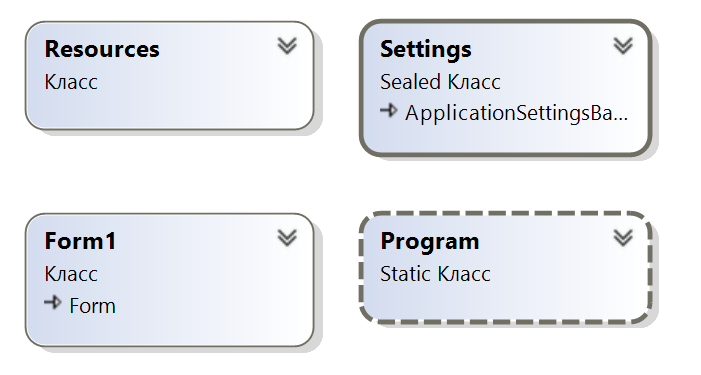 Resources
Класс
Settings
Sealed Класс
ApplicationSettingsBa...
Form1
Класс
Form
Program
Static Класс